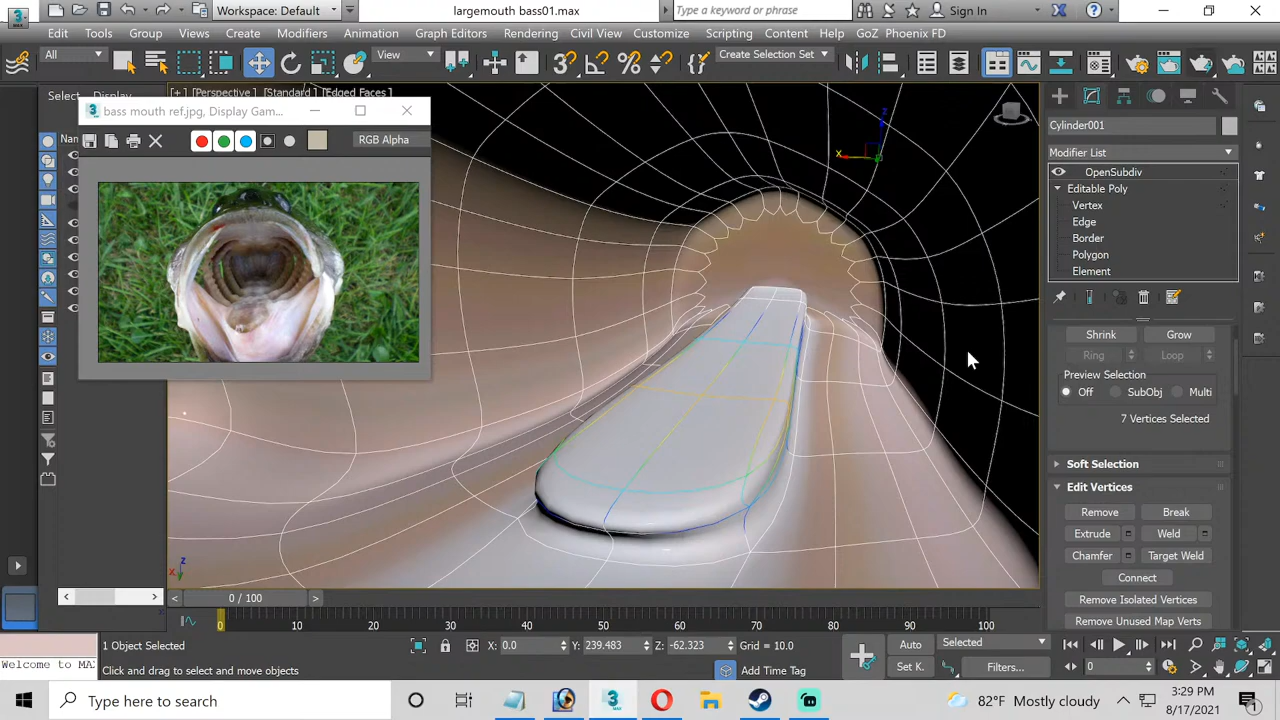 Workspace: Default
largemouth bass01.max
Type a keyword or phrase
Sign In
Edit Tools Group Views Create Modifiers Animation Graph Editors Rendering Civil View Customize Scripting Content Help GoZ Phoenix FD
All
View
Create Selection Set
[+] [Perspective] [Standard] [Edged Faces]
bass mouth ref.jpg, Display Gam...
RGB Alpha
Cylinder001
Modifier List
OpenSubdiv
Editable Poly
Vertex
Edge
Border
Polygon
Element
Shrink Grow
Ring Loop
Preview Selection
Off SubObj Multi
7 Vertices Selected
Soft Selection
Edit Vertices
Remove Break
Extrude Weld
Chamfer Target Weld
Connect
Remove Isolated Vertices
Remove Unused Map Verts
x
z
z
x
0 / 100
0 10 20 30 40 50 60 70 80 90 100
1 Object Selected
X: 0.0 Y: 239.483 Z: -62.323 Grid = 10.0
Auto Selected
Welcome to MA
Click and drag to select and move objects
Add Time Tag
Set K. Filters...
0
Type here to search
82°F Mostly cloudy
3:29 PM
8/17/2021